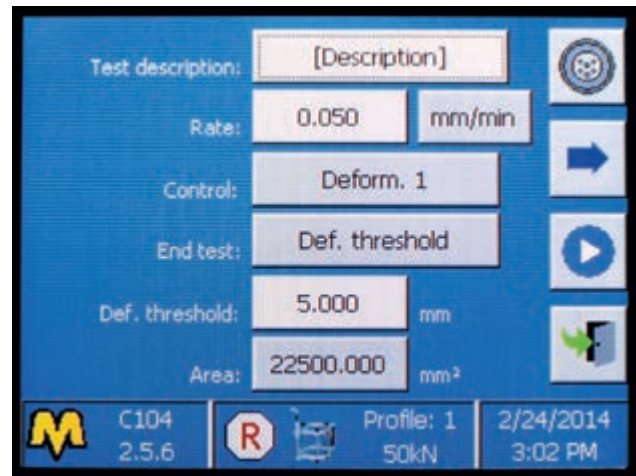 Test description: [Description]
Rate: 0.050 mm/min
Control: Deform. 1
End test: Def. threshold
Def. threshold: 5.000 mm
Area: 22500.000 mm²
C104 R Profile: 1 2/24/2014
2.5.6 50kN 3:02 PM